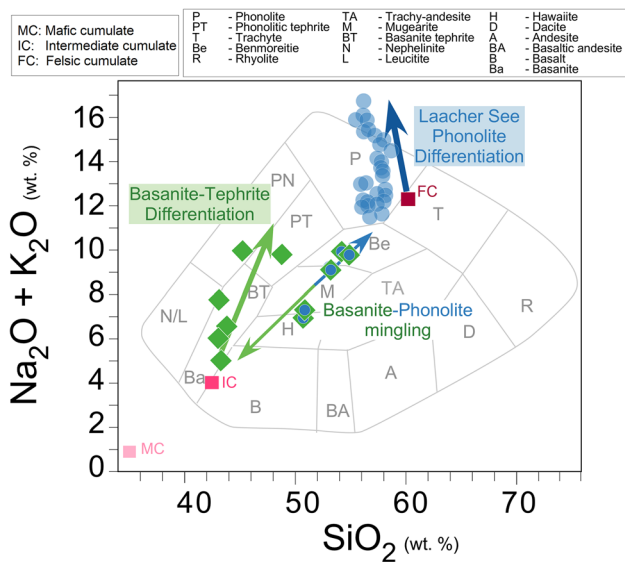 MC: Mafic cumulate
IC: Intermediate cumulate
FC: Felsic cumulate
P - Phonolite TA - Trachy-andesite H - Hawaiite
PT - Phonolitic tephrite M - Mugearite D - Dacite
T - Trachyte BT - Basanite tephrite A - Andesite
Be - Benmoreitie N - Nephelinite BA - Basaltic andesite
R - Rhyolite L - Leucitite B - Basalt
Ba - Basanite
16
14
12
10
8
6
4
2
0
Na2O + K2O (wt. %)
Laacher See
Phonolite
Differentiation
P
PN
FC
Basanite-Tephrite
Differentiation
PT
T
Be
BT
M
TA
N/L
Basanite-Phonolite
mingling
R
H
D
Ba
IC
A
B
BA
MC
40 50 60 70
SiO2 (wt. %)